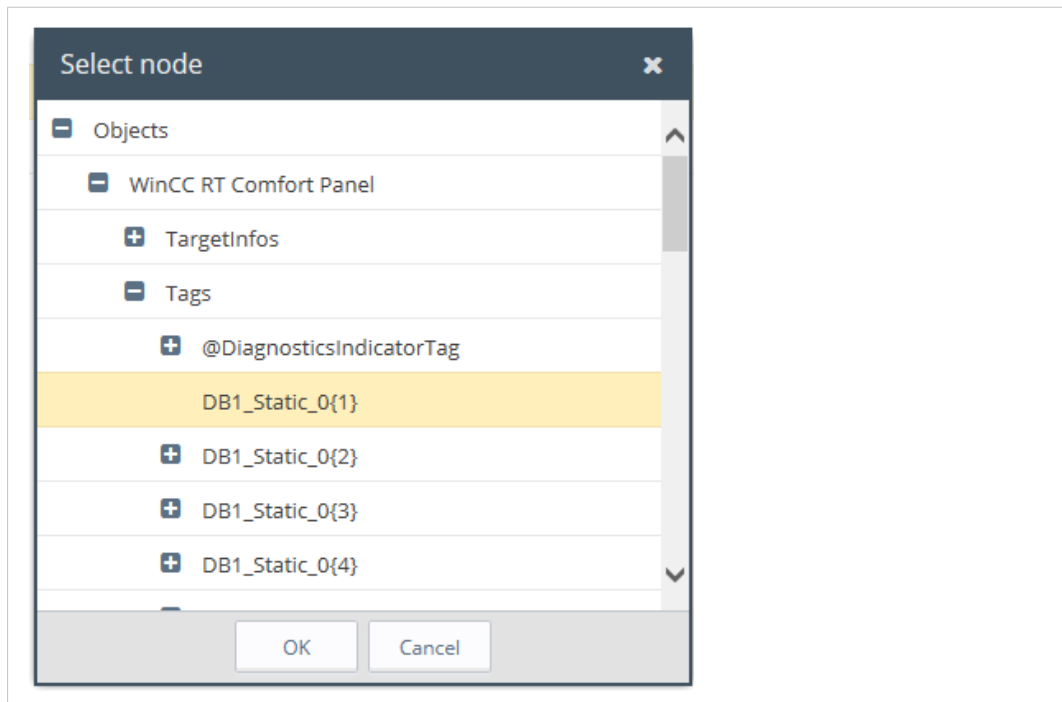 Select node
Objects
WinCC RT Comfort Panel
TargetInfos
Tags
@DiagnosticsIndicatorTag
DB1_Static_0{1}
DB1_Static_0{2}
DB1_Static_0{3}
DB1_Static_0{4}
OK Cancel